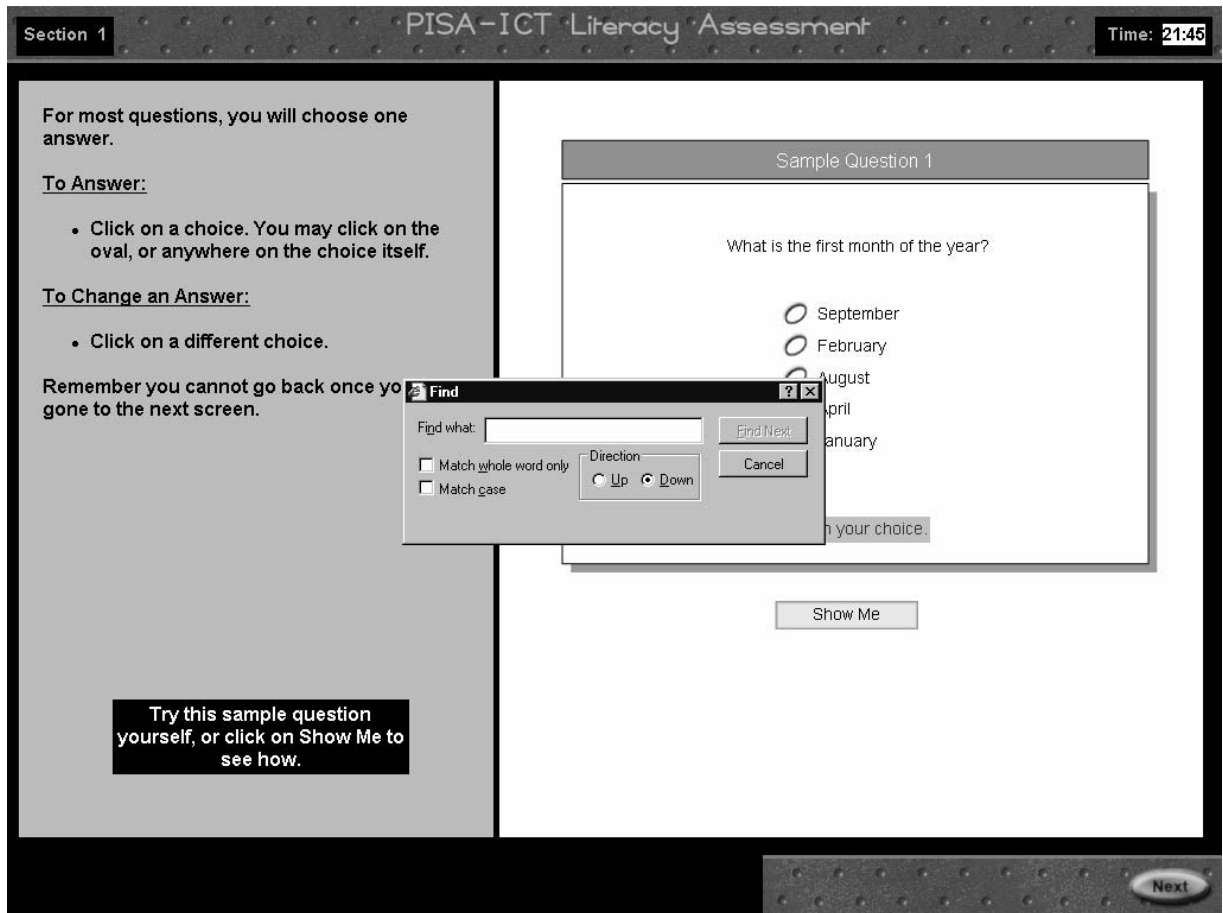 Section 1
PISA-ICT Literacy Assessment
Time: 21:45
For most questions, you will choose one
answer.
To Answer:
• Click on a choice. You may click on the
oval, or anywhere on the choice itself.
To Change an Answer:
• Click on a different choice.
Remember you cannot go back once
gone to the next screen.
Try this sample question
yourself, or click on Show Me to
see how.
Sample Question 1
What is the first month of the year?
September
February
August
Find
Find what:
Find Next
Match whole word only
Match case
Direction
Up Down
Cancel
your choice.
Show Me
Next